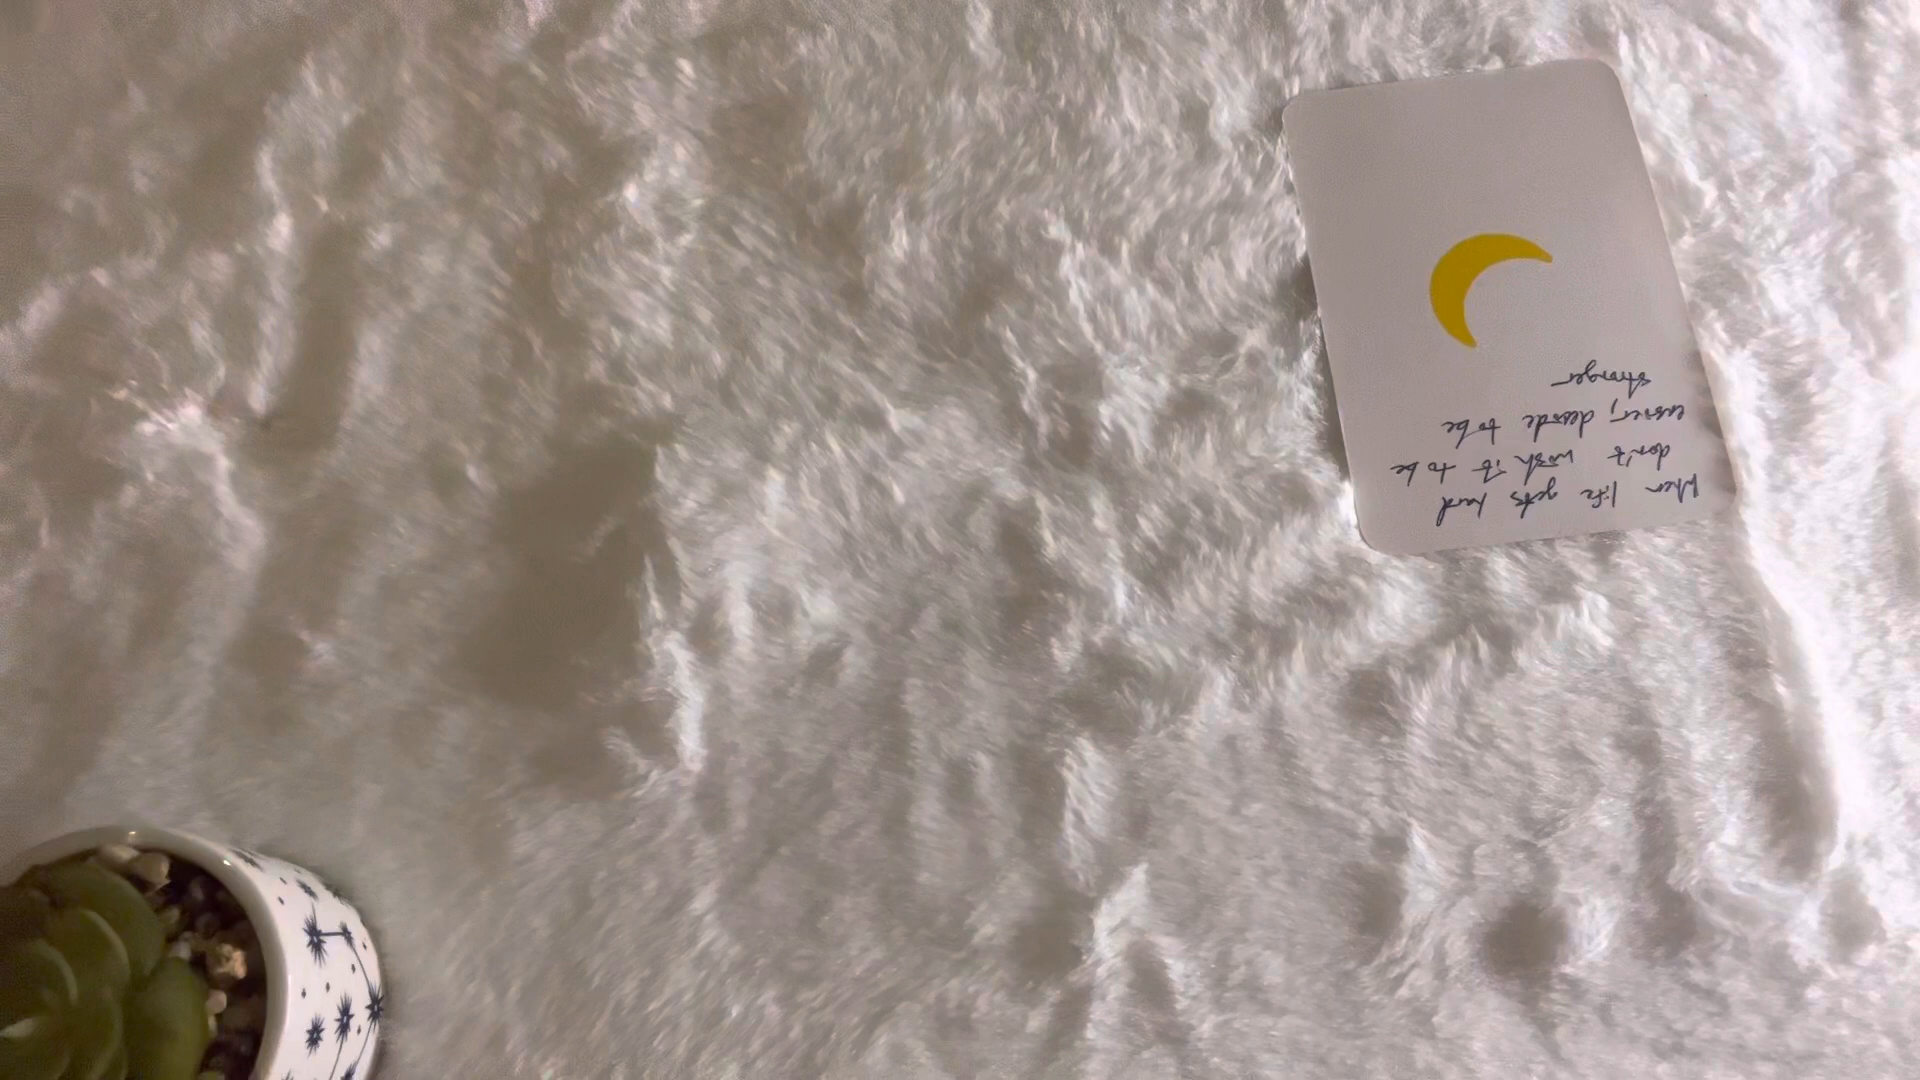 When life gets hard
don't wish it to be
easier, decide to be
stronger